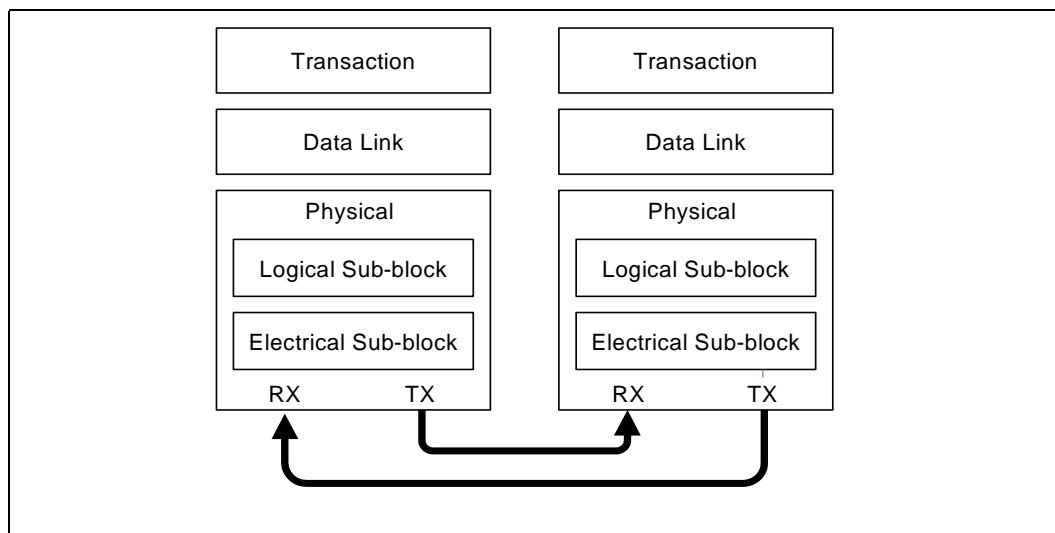 Transaction
Data Link
Physical
Logical Sub-block
Electrical Sub-block
RX TX
Transaction
Data Link
Physical
Logical Sub-block
Electrical Sub-block
RX TX